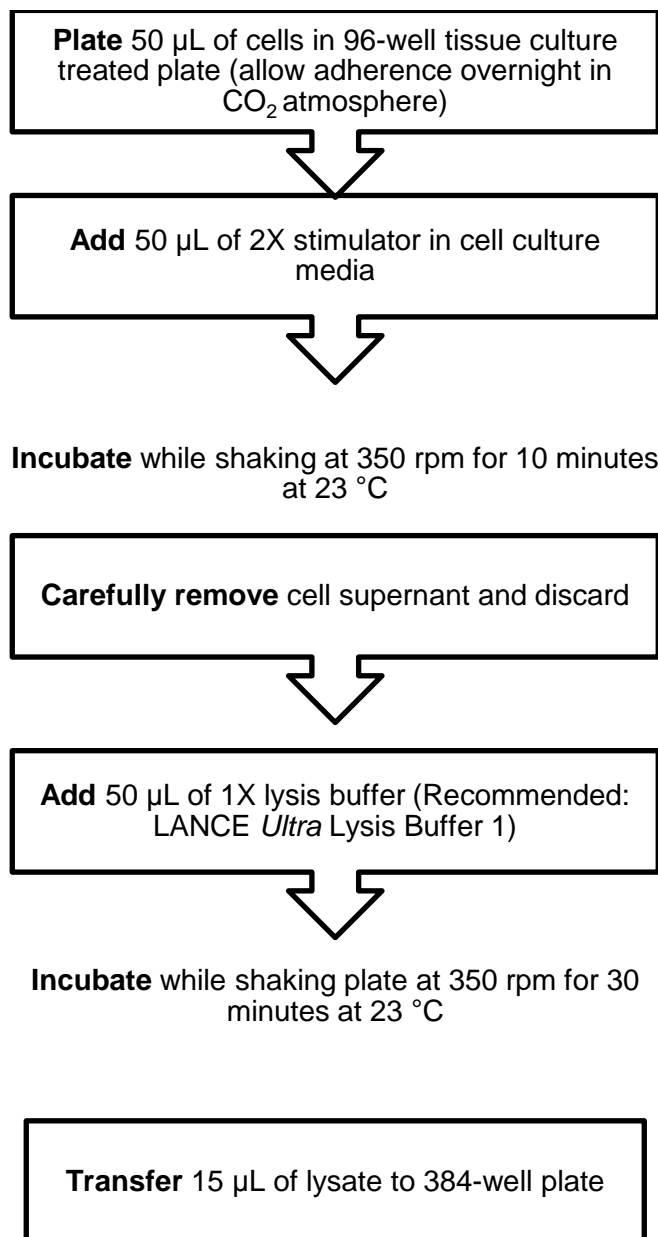 Plate 50 µL of cells in 96-well tissue culture
treated plate (allow adherence overnight in
CO2 atmosphere)
Add 50 µL of 2X stimulator in cell culture
media
Incubate while shaking at 350 rpm for 10 minutes
at 23 °C
Carefully remove cell supernant and discard
Add 50 µL of 1X lysis buffer (Recommended:
LANCE Ultra Lysis Buffer 1)
Incubate while shaking plate at 350 rpm for 30
minutes at 23 °C
Transfer 15 µL of lysate to 384-well plate